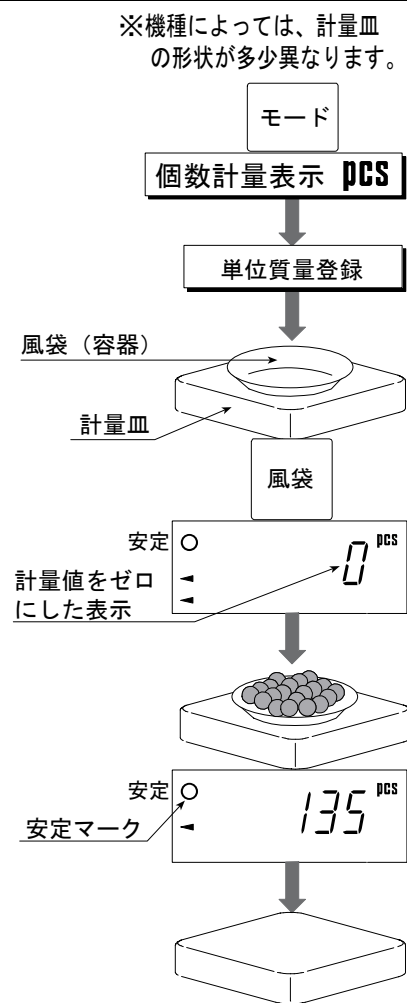 ※機種によっては、計量皿
の形状が多少異なります。
モード
個数計量表示 pcs
単位質量登録
風袋（容器）
計量皿
風袋
安定
0 pcs
計量値をゼロ
にした表示
安定
135 pcs
安定マーク